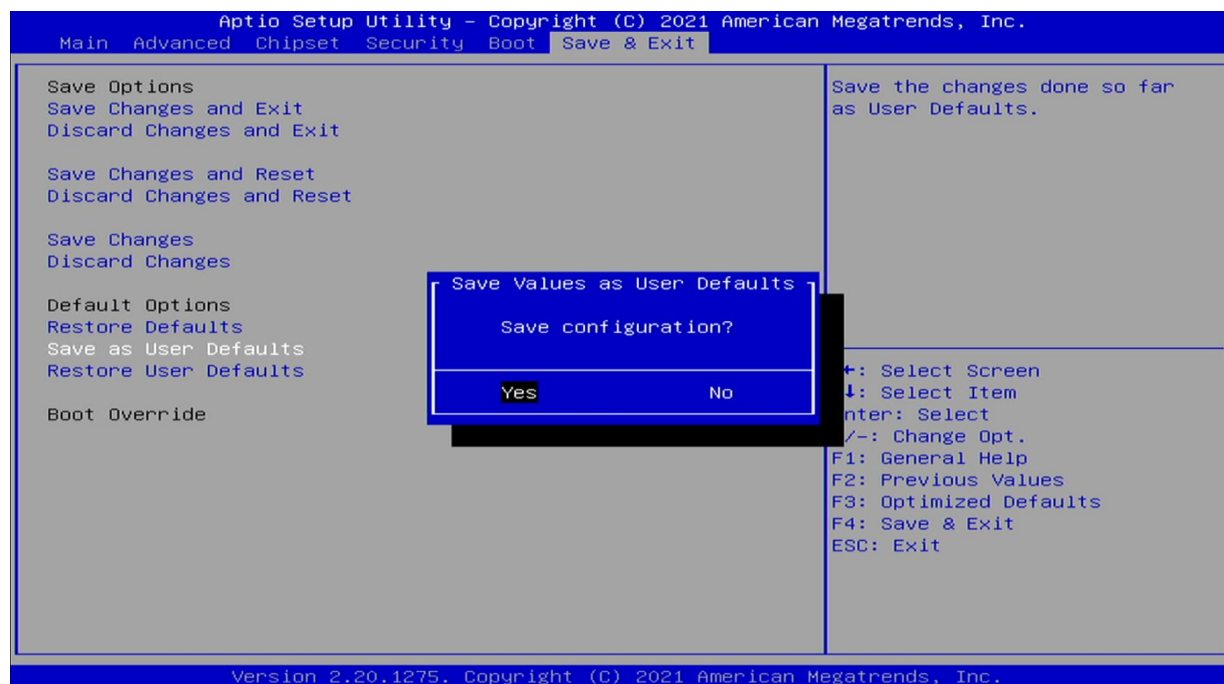 Aptio Setup Utility – Copyright (C) 2021 American Megatrends, Inc.
Main Advanced Chipset Security Boot Save & Exit
Save Options
Save Changes and Exit
Discard Changes and Exit
Save Changes and Reset
Discard Changes and Reset
Save Changes
Discard Changes
Default Options
Restore Defaults
Save as User Defaults
Restore User Defaults
Boot Override
Save Values as User Defaults
Save configuration?
Yes No
Save the changes done so far
as User Defaults.
: Select Screen
: Select Item
nter: Select
/-: Change Opt.
F1: General Help
F2: Previous Values
F3: Optimized Defaults
F4: Save & Exit
ESC: Exit
Version 2.20.1275. Copyright (C) 2021 American Megatrends, Inc.